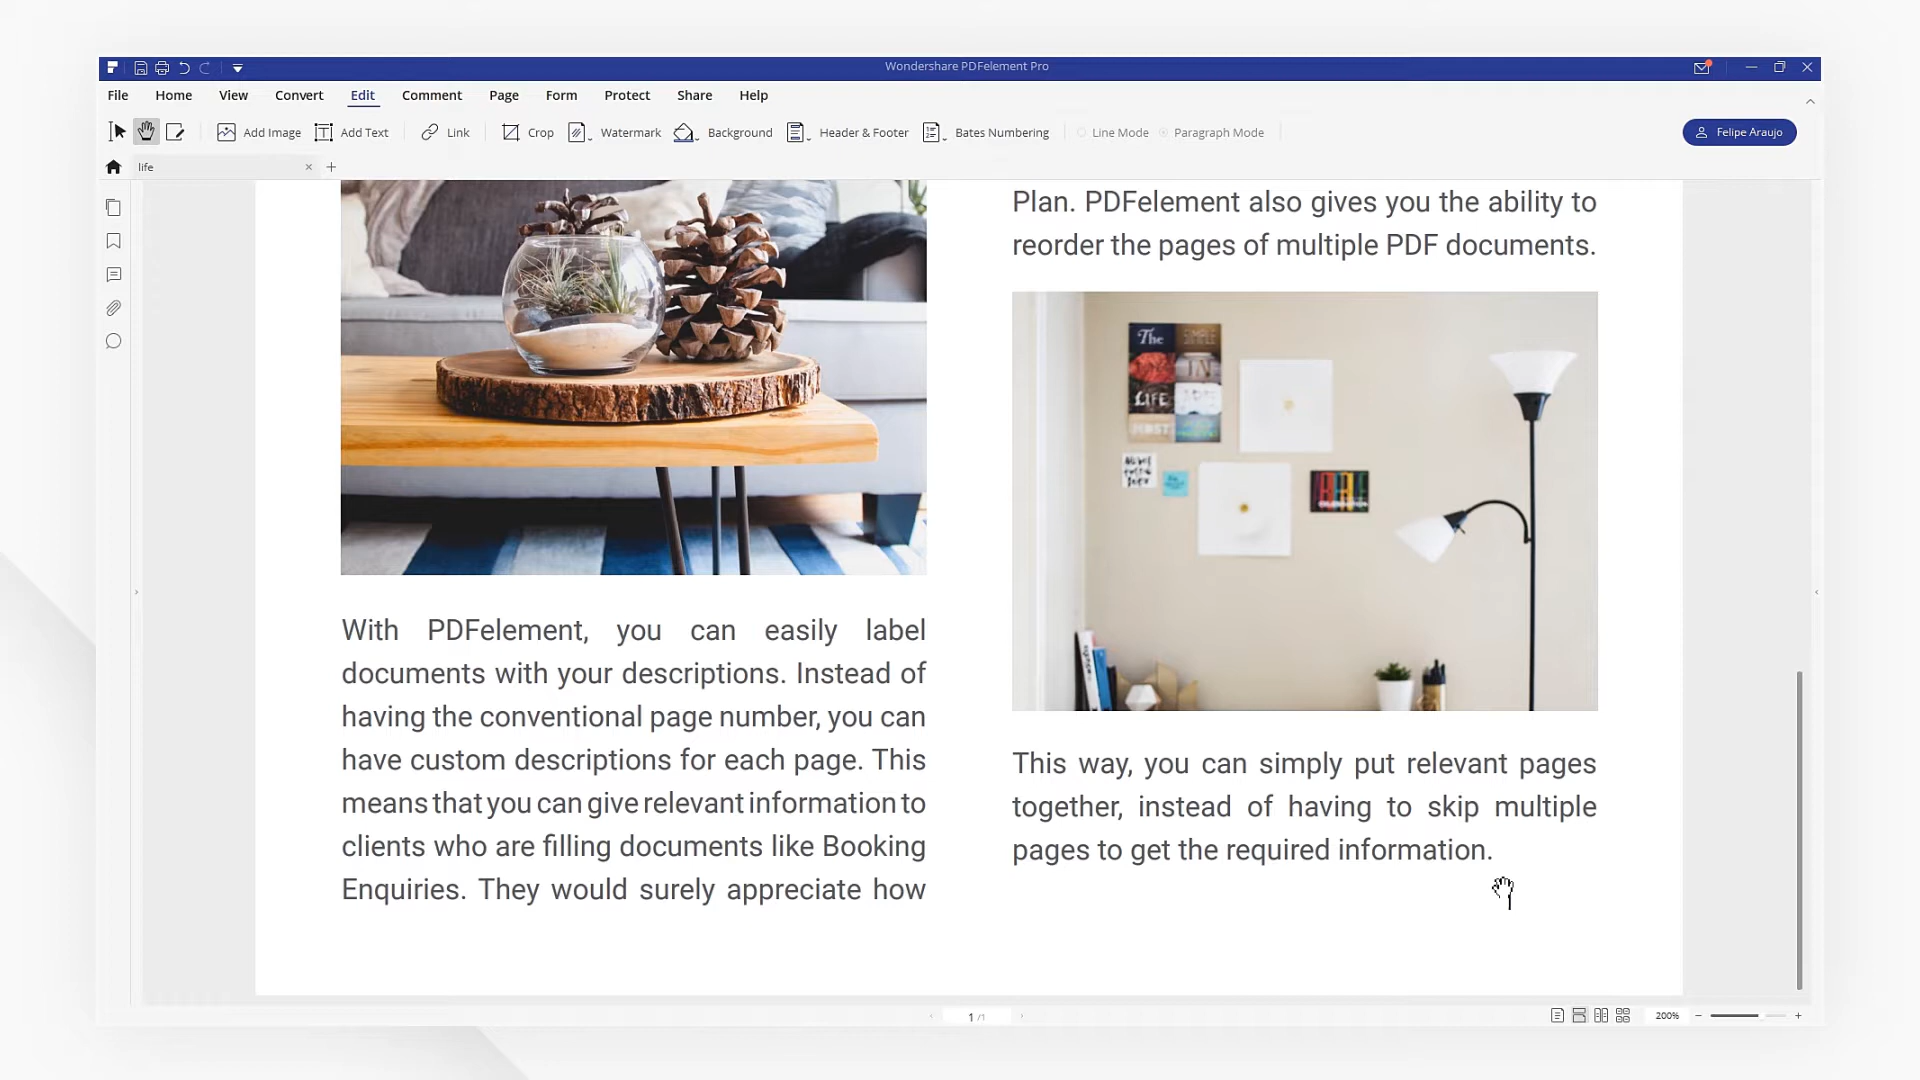 Wondershare PDFelement Pro
File Home View Convert Edit Comment Page Form Protect Share Help
Add Image Add Text Link Crop Watermark Background Header & Footer Bates Numbering Line Mode Paragraph Mode Felipe Araujo
life
With PDFelement, you can easily label
documents with your descriptions. Instead of
having the conventional page number, you can
have custom descriptions for each page. This
means that you can give relevant information to
clients who are filling documents like Booking
Enquiries. They would surely appreciate how
Plan. PDFelement also gives you the ability to
reorder the pages of multiple PDF documents.
The SIMPLE
IN
LIFE
FIRST
This way, you can simply put relevant pages
together, instead of having to skip multiple
pages to get the required information.
1 /1
200%